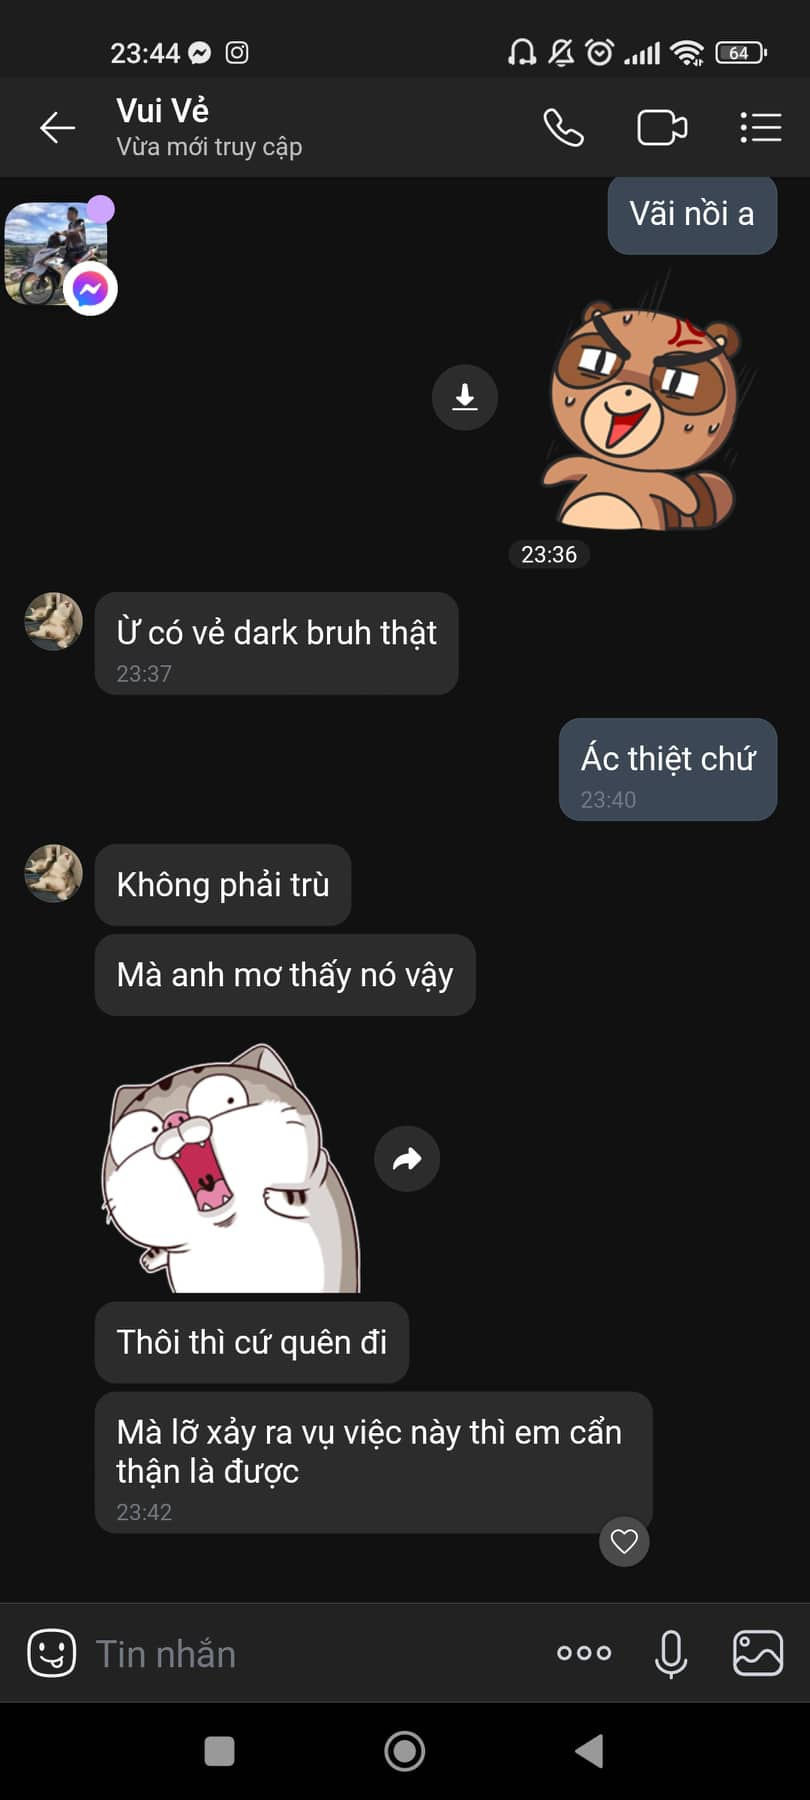 23:44
64
Vui Vẻ
Vừa mới truy cập
Vãi nồi a
23:36
Ừ có vẻ dark bruh thật
23:37
Ác thiệt chứ
23:40
Không phải trù
Mà anh mơ thấy nó vậy
Thôi thì cứ quên đi
Mà lỡ xảy ra vụ việc này thì em cẩn
thận là được
23:42
Tin nhắn